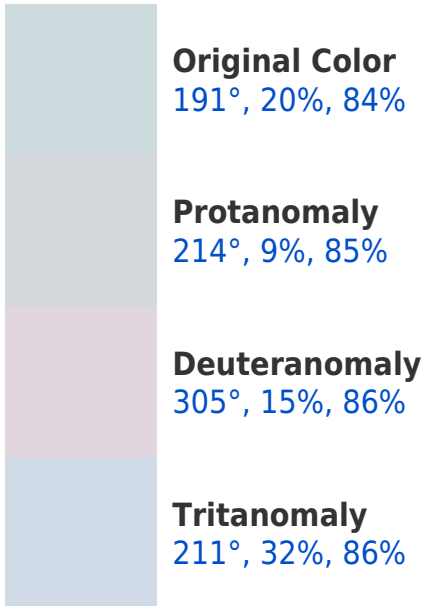 Original Color
191°, 20%, 84%
Protanomaly
214°, 9%, 85%
Deuteranomaly
305°, 15%, 86%
Tritanomaly
211°, 32%, 86%